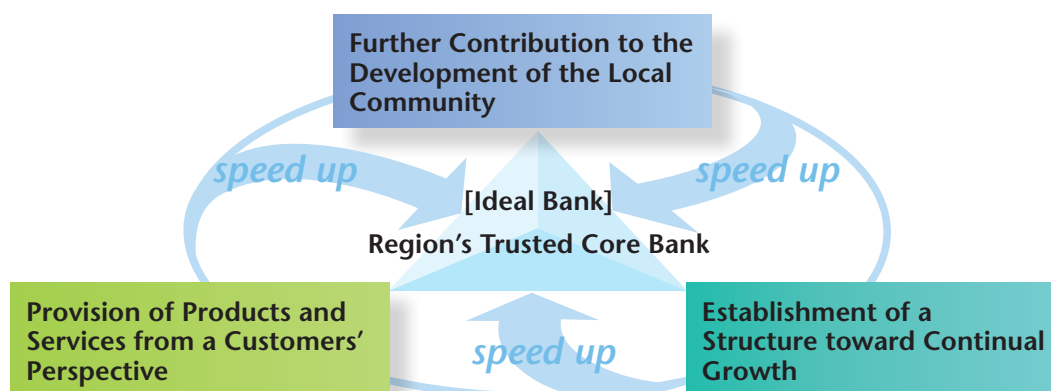 Further Contribution to the
Development of the Local
Community
speed up
speed up
[Ideal Bank]
Region's Trusted Core Bank
Provision of Products and
Services from a Customers'
Perspective
speed up
Establishment of a
Structure toward Continual
Growth